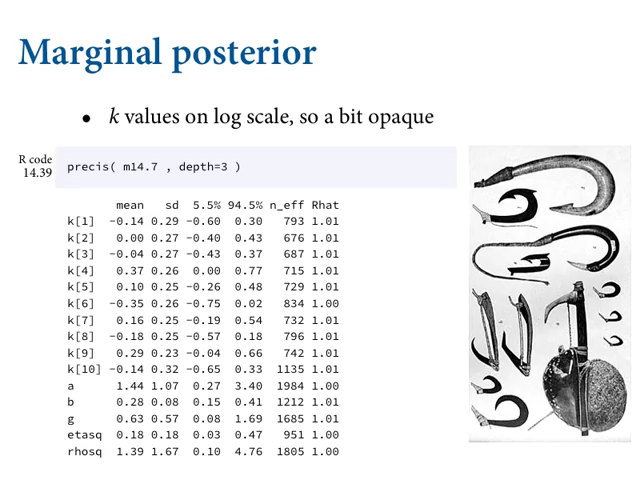 Marginal posterior
• k values on log scale, so a bit opaque
R code
14.39
precis( m14.7 , depth=3 )
mean sd 5.5% 94.5% n_eff Rhat
k[1] −0.14 0.29 −0.60 0.30 793 1.01
k[2] 0.00 0.27 −0.40 0.43 676 1.01
k[3] −0.04 0.27 −0.43 0.37 687 1.01
k[4] 0.37 0.26 0.00 0.77 715 1.01
k[5] 0.10 0.25 −0.26 0.48 729 1.01
k[6] −0.35 0.26 −0.75 0.02 834 1.00
k[7] 0.16 0.25 −0.19 0.54 732 1.01
k[8] −0.18 0.25 −0.57 0.18 796 1.01
k[9] 0.29 0.23 −0.04 0.66 742 1.01
k[10] −0.14 0.32 −0.65 0.33 1135 1.01
a 1.44 1.07 0.27 3.40 1984 1.00
b 0.28 0.08 0.15 0.41 1212 1.01
g 0.63 0.57 0.08 1.69 1685 1.01
etasq 0.18 0.18 0.03 0.47 951 1.00
rhosq 1.39 1.67 0.10 4.76 1805 1.00